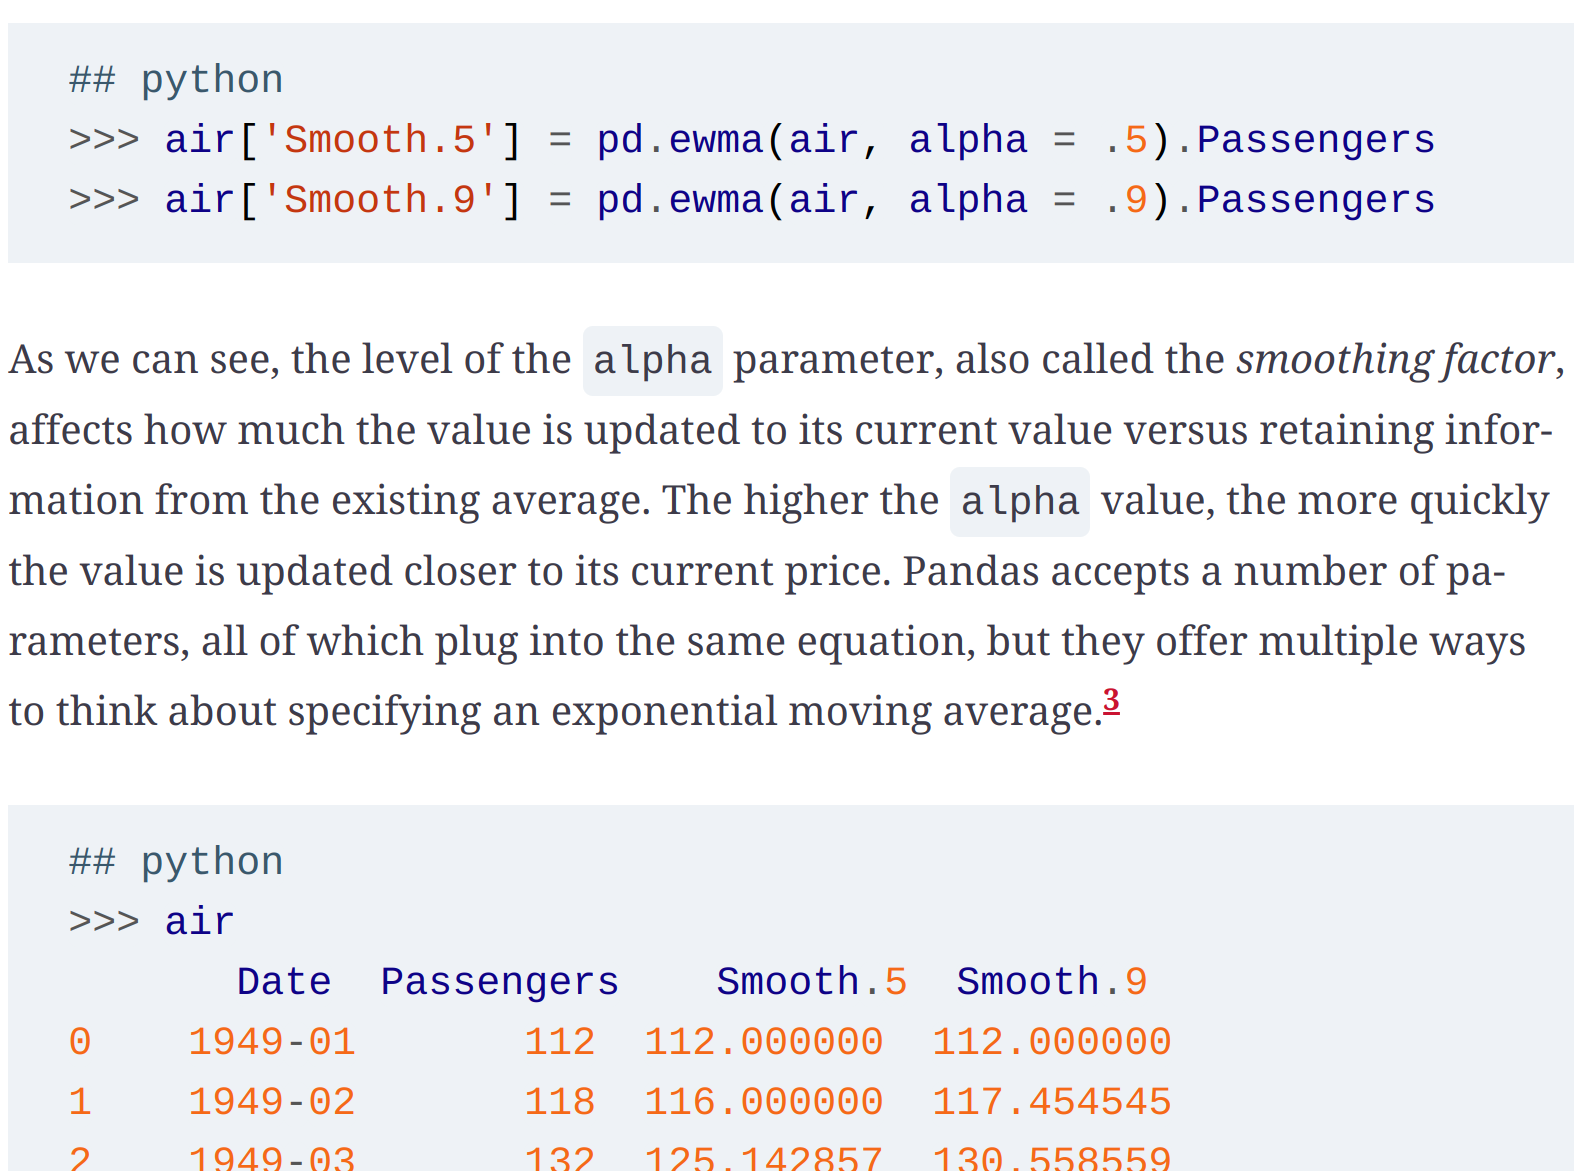 ## python
>>> air['Smooth.5'] = pd.ewma(air, alpha = .5).Passengers
>>> air['Smooth.9'] = pd.ewma(air, alpha = .9).Passengers
As we can see, the level of the alpha parameter, also called the smoothing factor,
affects how much the value is updated to its current value versus retaining infor-
mation from the existing average. The higher the alpha value, the more quickly
the value is updated closer to its current price. Pandas accepts a number of pa-
rameters, all of which plug into the same equation, but they offer multiple ways
to think about specifying an exponential moving average.3
## python
>>> air
Date Passengers Smooth.5 Smooth.9
0 1949-01 112 112.000000 112.000000
1 1949-02 118 116.000000 117.454545
2 1949-03 132 125.142857 130.558559